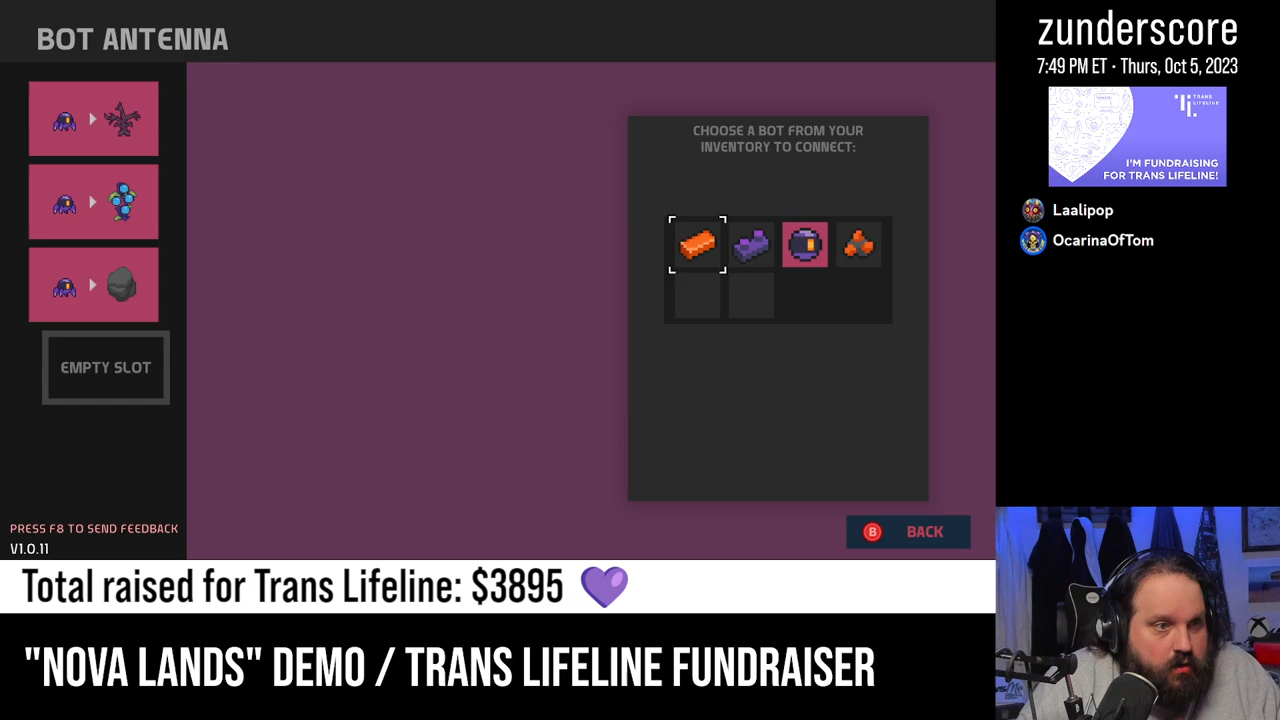 BOT ANTENNA
CHOOSE A BOT FROM YOUR
INVENTORY TO CONNECT:
EMPTY SLOT
PRESS F8 TO SEND FEEDBACK
V1.0.11
B BACK
Total raised for Trans Lifeline: $3895
"NOVA LANDS" DEMO / TRANS LIFELINE FUNDRAISER
zunderscore
7:49 PM ET · Thurs, Oct 5, 2023
TRANS
LIFELINE
I'M FUNDRAISING
FOR TRANS LIFELINE!
Laalipop
OcarinaOfTom